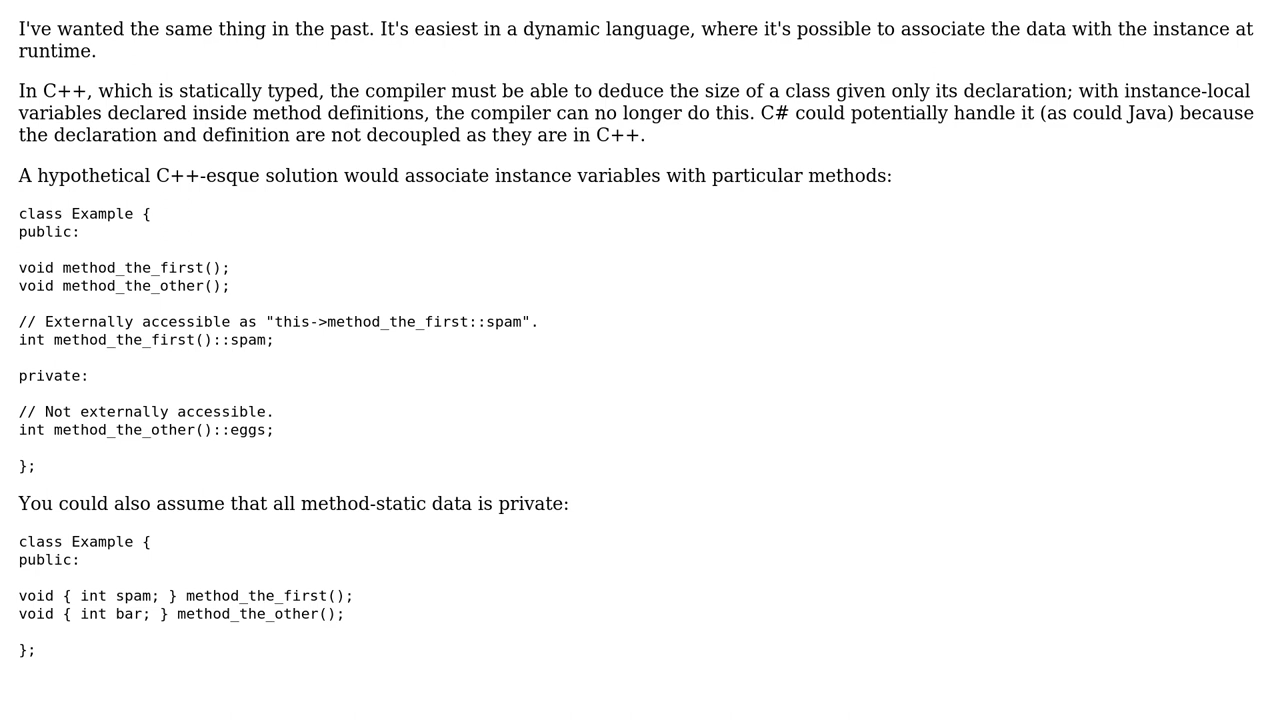 I've wanted the same thing in the past. It's easiest in a dynamic language, where it's possible to associate the data with the instance at
runtime.
In C++, which is statically typed, the compiler must be able to deduce the size of a class given only its declaration; with instance-local
variables declared inside method definitions, the compiler can no longer do this. C# could potentially handle it (as could Java) because
the declaration and definition are not decoupled as they are in C++.
A hypothetical C++-esque solution would associate instance variables with particular methods:
class Example {
public:
void method_the_first();
void method_the_other();
// Externally accessible as "this->method_the_first::spam".
int method_the_first()::spam;
private:
// Not externally accessible.
int method_the_other()::eggs;
};
You could also assume that all method-static data is private:
class Example {
public:
void { int spam; } method_the_first();
void { int bar; } method_the_other();
};